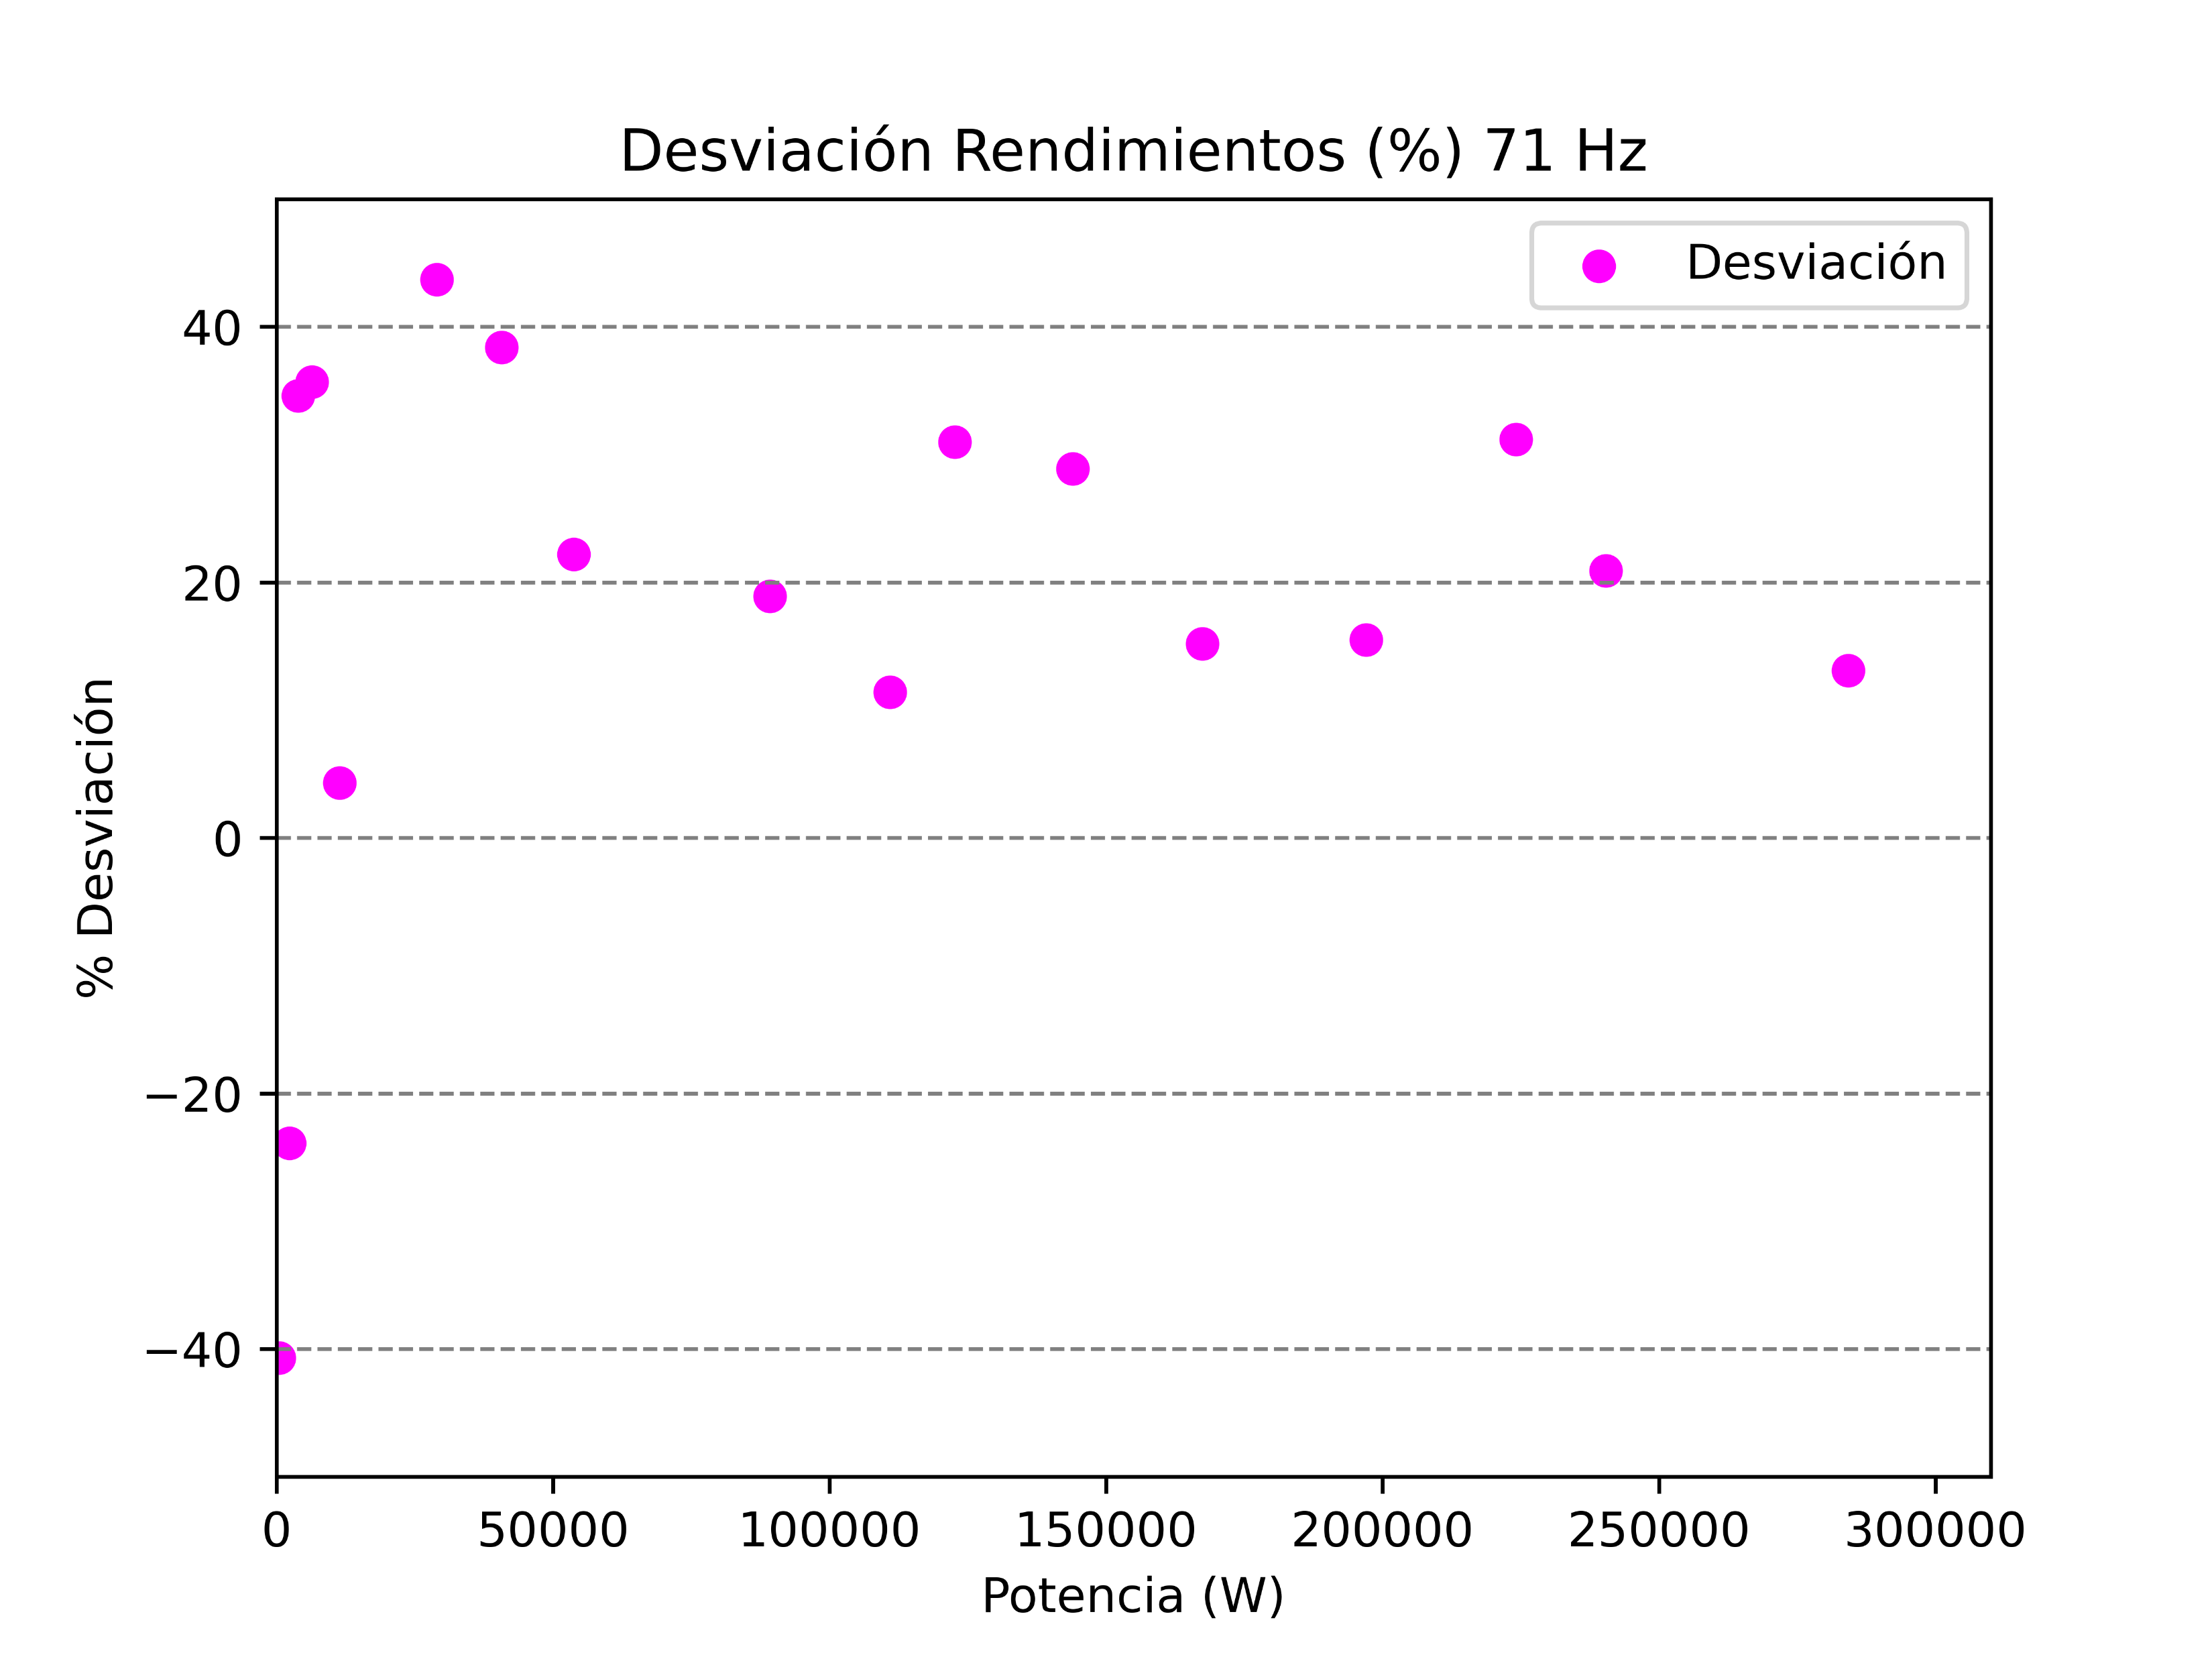 Desviación Rendimientos (%) 71 Hz
Desviación
% Desviación
40
20
0
−20
−40
0 50000 100000 150000 200000 250000 300000
Potencia (W)